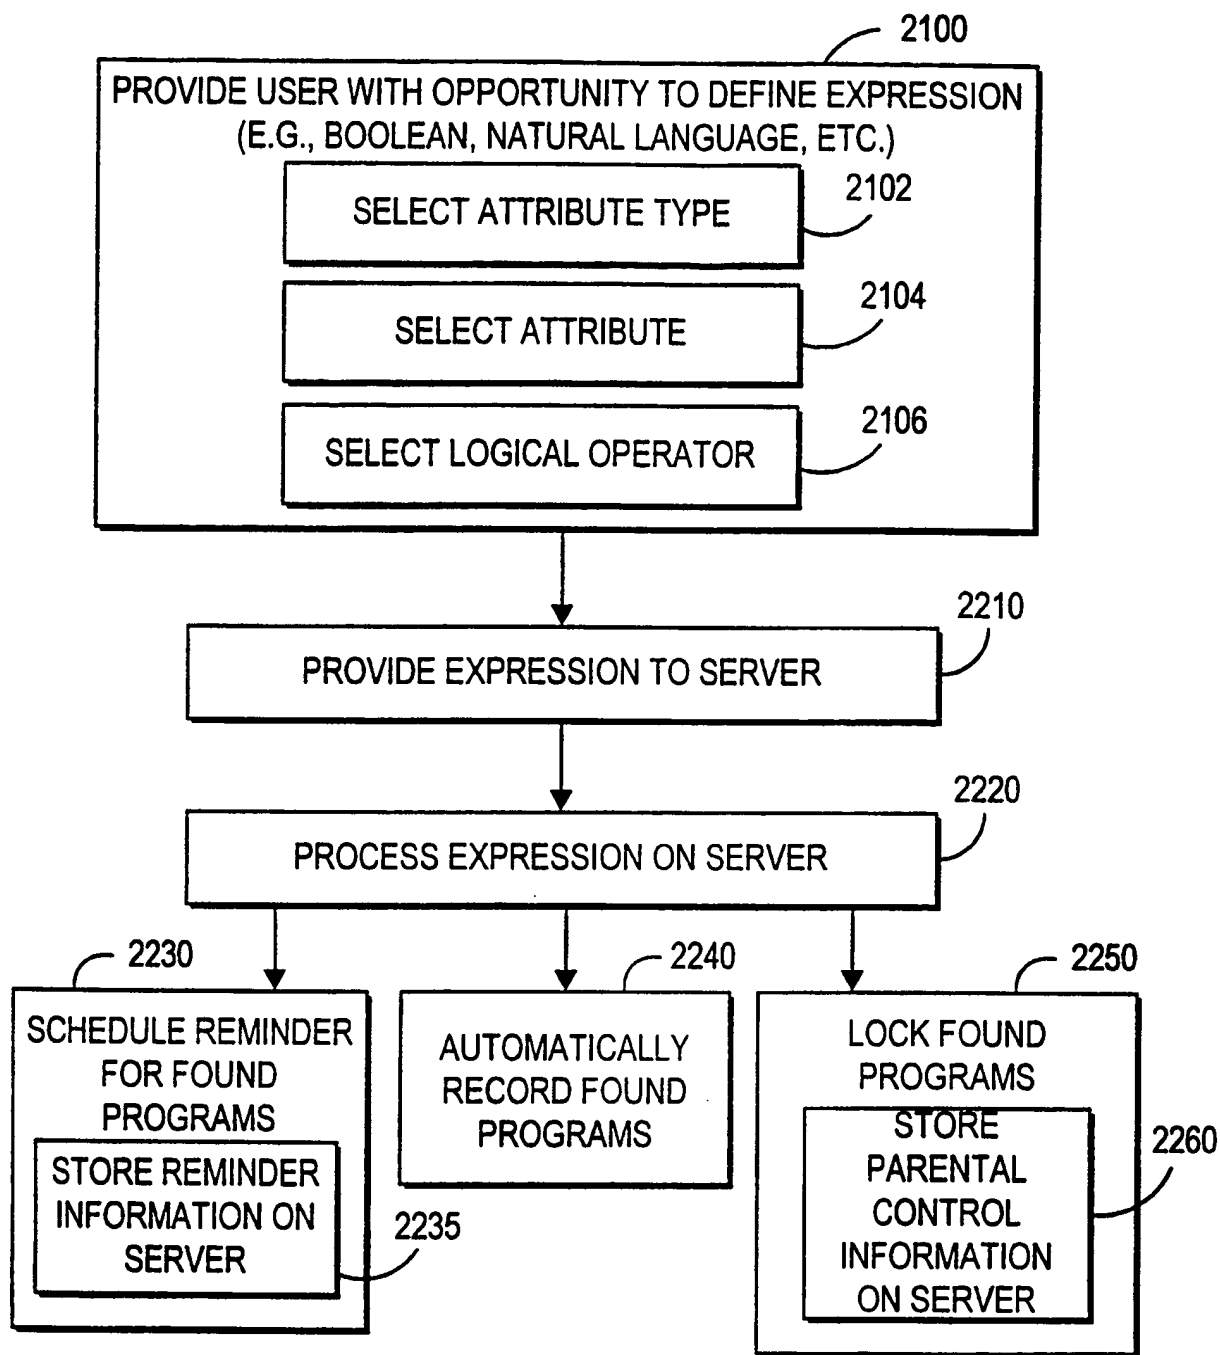 2100
PROVIDE USER WITH OPPORTUNITY TO DEFINE EXPRESSION
(E.G., BOOLEAN, NATURAL LANGUAGE, ETC.)
SELECT ATTRIBUTE TYPE
2102
SELECT ATTRIBUTE
2104
SELECT LOGICAL OPERATOR
2106
PROVIDE EXPRESSION TO SERVER
2210
PROCESS EXPRESSION ON SERVER
2220
2230
SCHEDULE REMINDER
FOR FOUND
PROGRAMS
STORE REMINDER
INFORMATION ON
SERVER
2235
2240
AUTOMATICALLY
RECORD FOUND
PROGRAMS
2250
LOCK FOUND
PROGRAMS
STORE
PARENTAL
CONTROL
INFORMATION
ON SERVER
2260